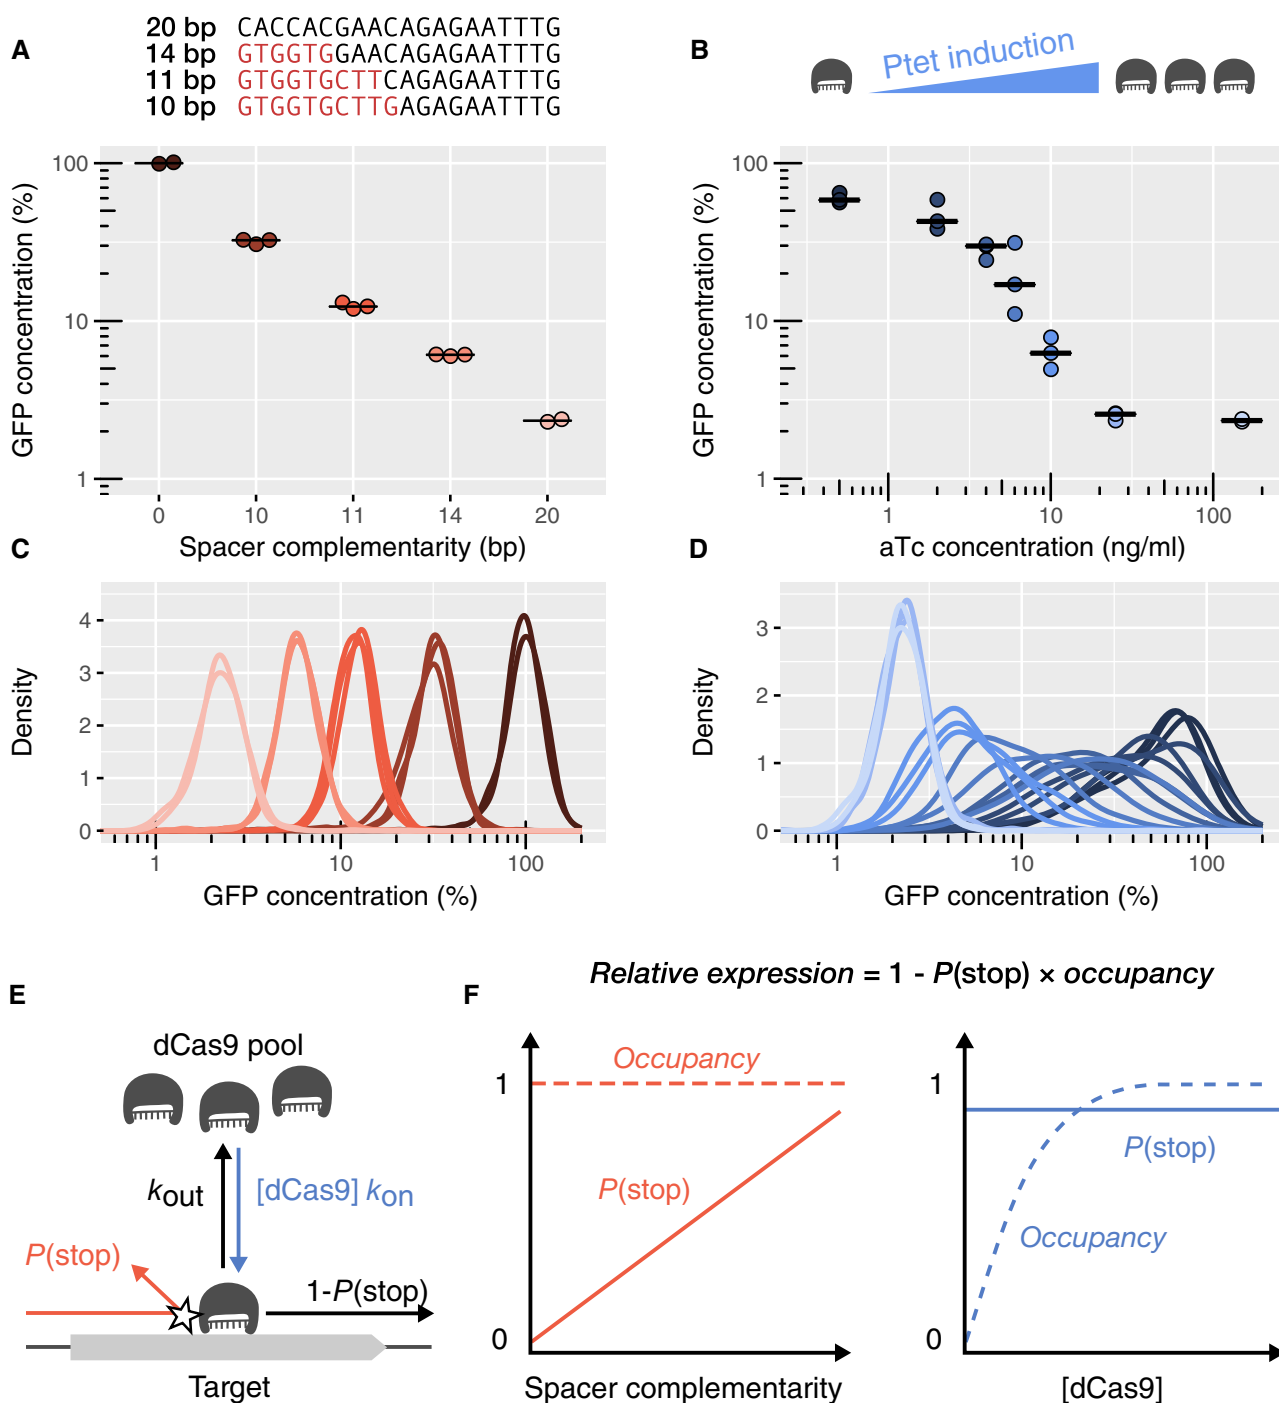 A
20 bp CACCACGAACAGAGAATTTG
14 bp GTGGTGGAACAGAGAATTTG
11 bp GTGGTGCTTCAGAGAATTTG
10 bp GTGGTGCTTGAGAGAATTTG
GFP concentration (%)
100
10
1
0 10 11 14 20
Spacer complementarity (bp)
B
Ptet induction
GFP concentration (%)
100
10
1
1 10 100
aTc concentration (ng/ml)
C
Density
4
3
2
1
0
1 10 100
GFP concentration (%)
D
Density
3
2
1
0
1 10 100
GFP concentration (%)
E
dCas9 pool
kout
[dCas9] kon
P(stop)
1-P(stop)
Target
F
Relative expression = 1 - P(stop) × occupancy
1
Occupancy
P(stop)
0
Spacer complementarity
1
P(stop)
Occupancy
0
[dCas9]